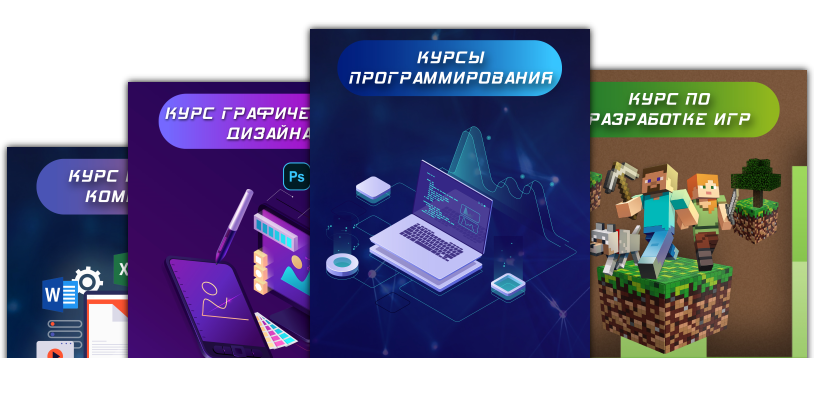 КУРСЫ
ПРОГРАММИРОВАНИЯ
КУРС ПО
РАЗРАБОТКЕ ИГР
КУРС ГРАФИЧЕ
ДИЗАЙНА
Ps
КУРС
КОМ
W
X